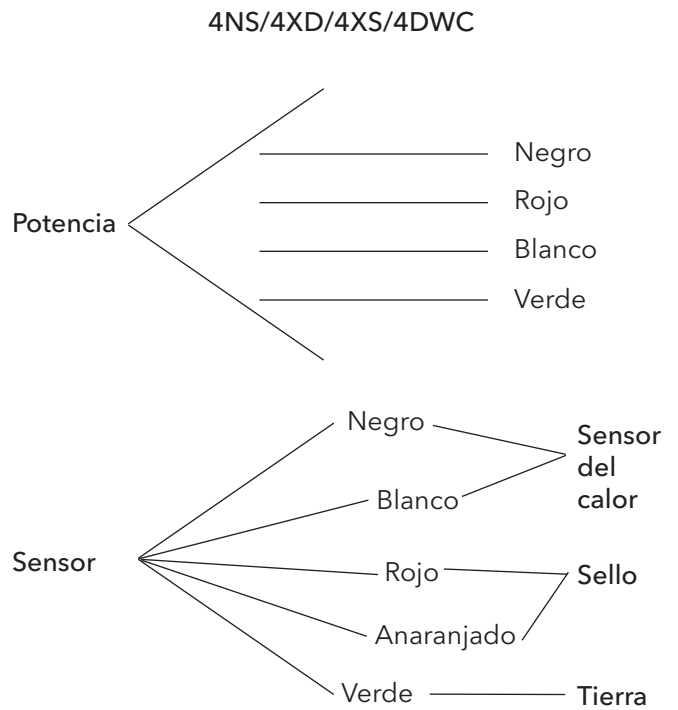 4NS/4XD/4XS/4DWC
Negro
Rojo
Potencia
Blanco
Verde
Negro
Sensor
del
calor
Blanco
Sensor
Rojo
Sello
Anaranjado
Verde
Tierra